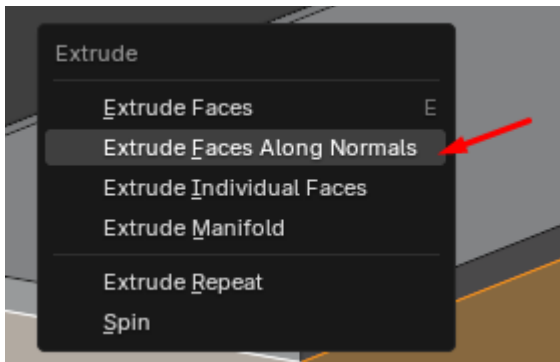 Extrude
Extrude Faces E
Extrude Faces Along Normals
Extrude Individual Faces
Extrude Manifold
Extrude Repeat
Spin